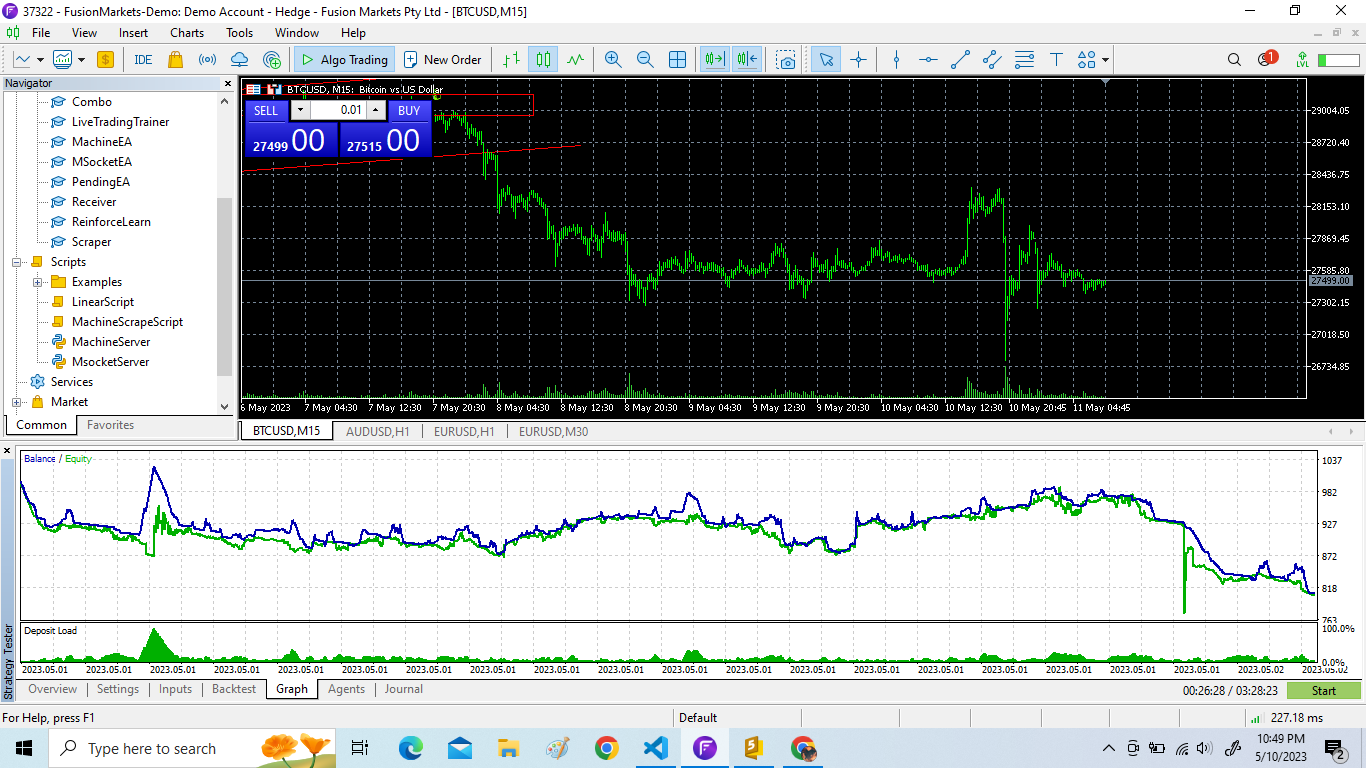 37322 - FusionMarkets-Demo: Demo Account - Hedge - Fusion Markets Pty Ltd - [BTCUSD,M15]
File View Insert Charts Tools Window Help
IDE Algo Trading New Order 1 LVL
Navigator
Combo
LiveTradingTrainer
MachineEA
MSocketEA
PendingEA
Receiver
ReinforceLearn
Scraper
Scripts
Examples
LinearScript
MachineScrapeScript
MachineServer
MsocketServer
Services
Market
Common Favorites
BTCUSD, M15: Bitcoin vs US Dollar
SELL 0.01 BUY
27499 00 27515 00
29004.05
28720.40
28436.75
28153.10
27869.45
27585.80
27499.00
27302.15
27018.50
26734.85
6 May 2023 7 May 04:30 7 May 12:30 7 May 20:30 8 May 04:30 8 May 12:30 8 May 20:30 9 May 04:30 9 May 12:30 9 May 20:30 10 May 04:30 10 May 12:30 10 May 20:45 11 May 04:45
BTCUSD,M15 AUDUSD,H1 EURUSD,H1 EURUSD,M30
Strategy Tester
Balance / Equity
1037
982
927
872
818
763
Deposit Load
100.0%
0.0%
2023.05.01 2023.05.01 2023.05.01 2023.05.01 2023.05.01 2023.05.01 2023.05.01 2023.05.01 2023.05.01 2023.05.01 2023.05.01 2023.05.01 2023.05.01 2023.05.01 2023.05.01 2023.05.01 2023.05.01 2023.05.01 2023.05.01 2023.05.02 2023.05.02
Overview Settings Inputs Backtest Graph Agents Journal
00:26:28 / 03:28:23 Start
For Help, press F1 Default 227.18 ms
Type here to search
10:49 PM
5/10/2023
2